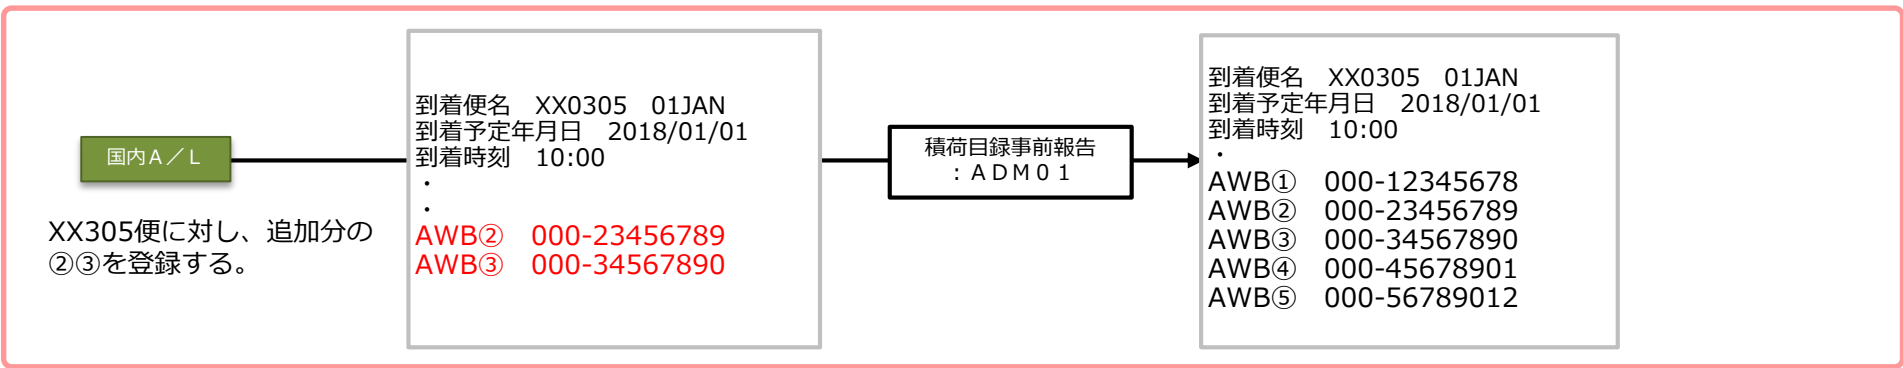 国内A/L
XX305便に対し、追加分の
②③を登録する。
到着便名　XX0305　01JAN
到着予定年月日　2018/01/01
到着時刻　10:00
・
・
AWB②　000-23456789
AWB③　000-34567890
積荷目録事前報告
：ADM01
到着便名　XX0305　01JAN
到着予定年月日　2018/01/01
到着時刻　10:00
・
AWB①　000-12345678
AWB②　000-23456789
AWB③　000-34567890
AWB④　000-45678901
AWB⑤　000-56789012